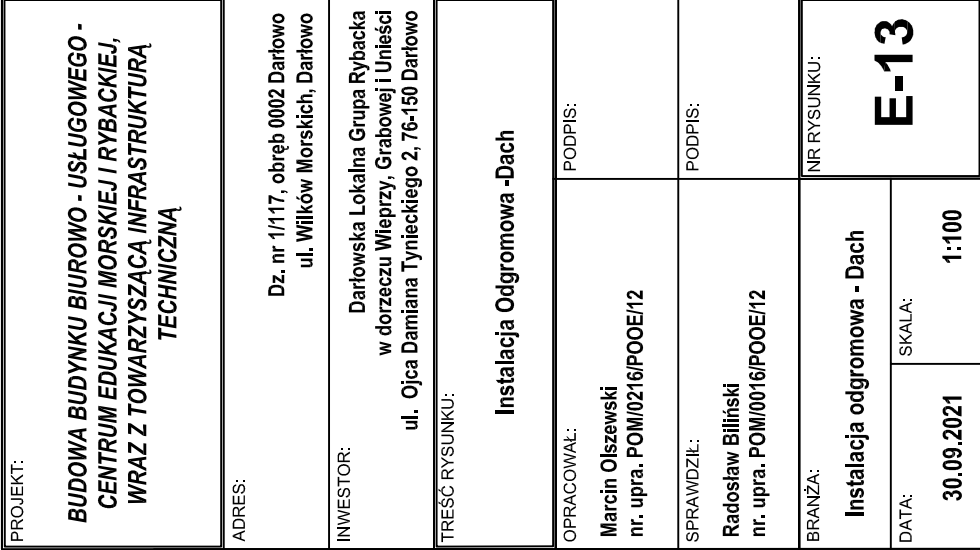 PROJEKT:
BUDOWA BUDYNKU BIUROWO - USŁUGOWEGO -
CENTRUM EDUKACJI MORSKIEJ I RYBACKIEJ,
WRAZ Z TOWARZYSZĄCĄ INFRASTRUKTURĄ
TECHNICZNĄ
ADRES:
Dz. nr 1/117, obręb 0002 Darłowo
ul. Wilków Morskich, Darłowo
INWESTOR:
Darłowska Lokalna Grupa Rybacka
w dorzeczu Wieprzy, Grabowej i Unieści
ul. Ojca Damiana Tynieckiego 2, 76-150 Darłowo
TREŚĆ RYSUNKU:
Instalacja Odgromowa -Dach
OPRACOWAŁ:
Marcin Olszewski
nr. upra. POM/0216/POOE/12
PODPIS:
SPRAWDZIŁ:
Radosław Biliński
nr. upra. POM/0016/POOE/12
PODPIS:
BRANŻA:
Instalacja odgromowa - Dach
NR RYSUNKU:
E-13
DATA:
30.09.2021
SKALA:
1:100